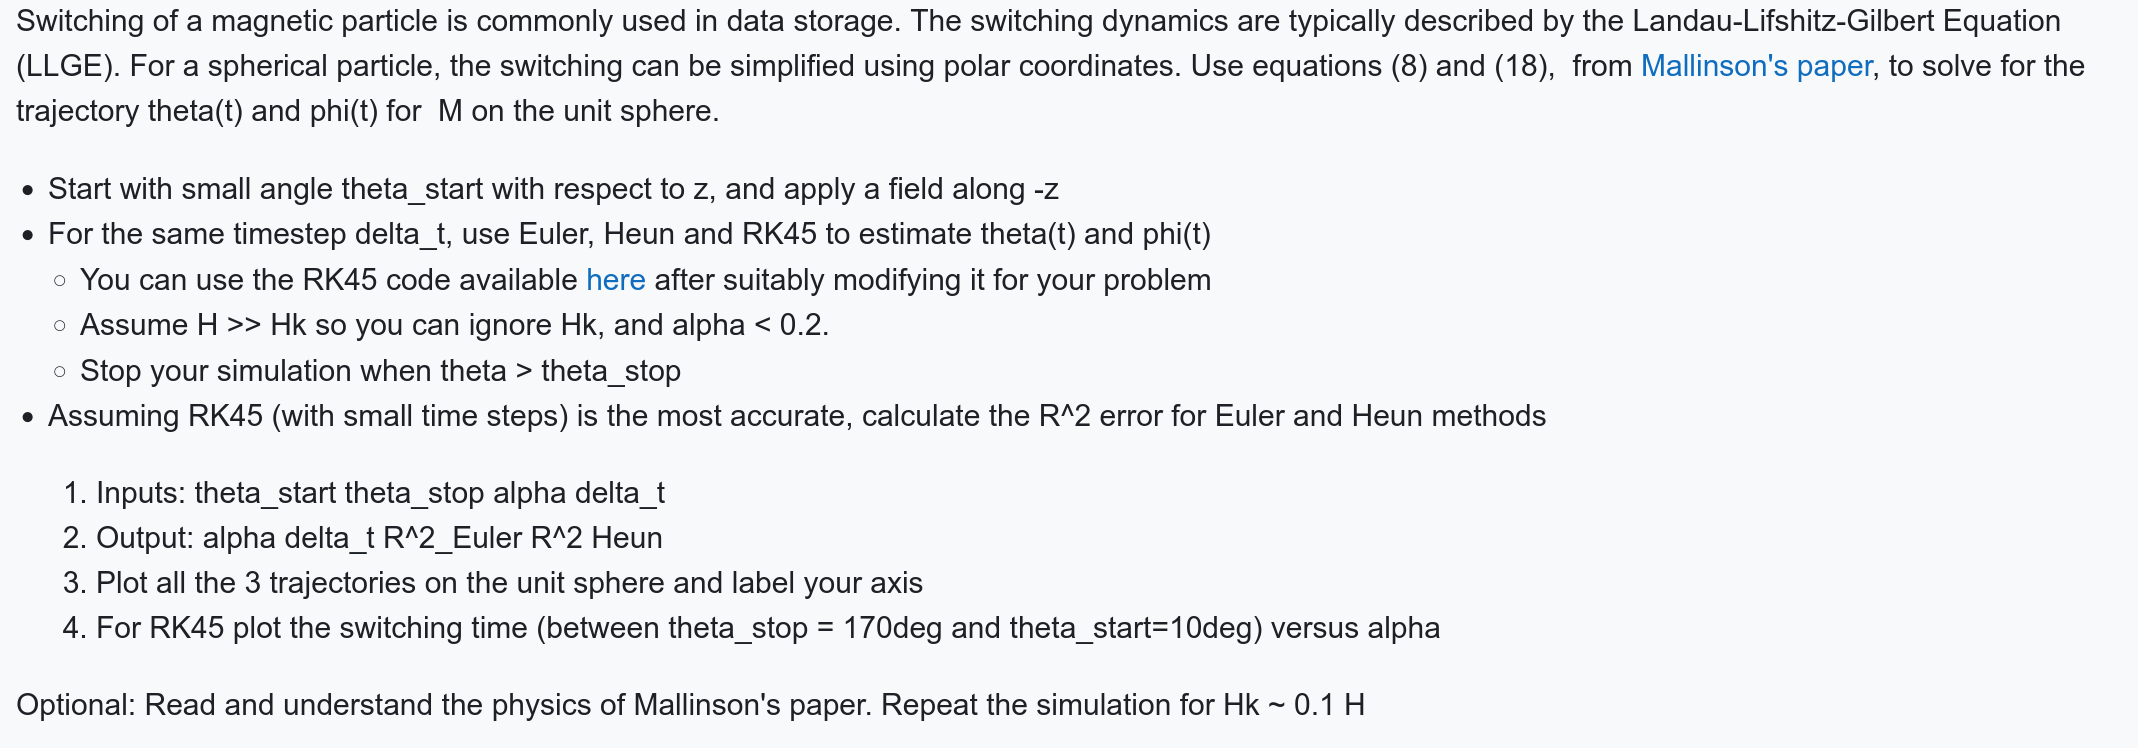 Switching of a magnetic particle is commonly used in data storage. The switching dynamics are typically described by the Landau-Lifshitz-Gilbert Equation
(LLGE). For a spherical particle, the switching can be simplified using polar coordinates. Use equations (8) and (18),  from Mallinson's paper, to solve for the
trajectory theta(t) and phi(t) for  M on the unit sphere.
• Start with small angle theta_start with respect to z, and apply a field along -z
• For the same timestep delta_t, use Euler, Heun and RK45 to estimate theta(t) and phi(t)
○ You can use the RK45 code available here after suitably modifying it for your problem
○ Assume H >> Hk so you can ignore Hk, and alpha < 0.2.
○ Stop your simulation when theta > theta_stop
• Assuming RK45 (with small time steps) is the most accurate, calculate the R^2 error for Euler and Heun methods
1. Inputs: theta_start theta_stop alpha delta_t
2. Output: alpha delta_t R^2_Euler R^2 Heun
3. Plot all the 3 trajectories on the unit sphere and label your axis
4. For RK45 plot the switching time (between theta_stop = 170deg and theta_start=10deg) versus alpha
Optional: Read and understand the physics of Mallinson's paper. Repeat the simulation for Hk ~ 0.1 H